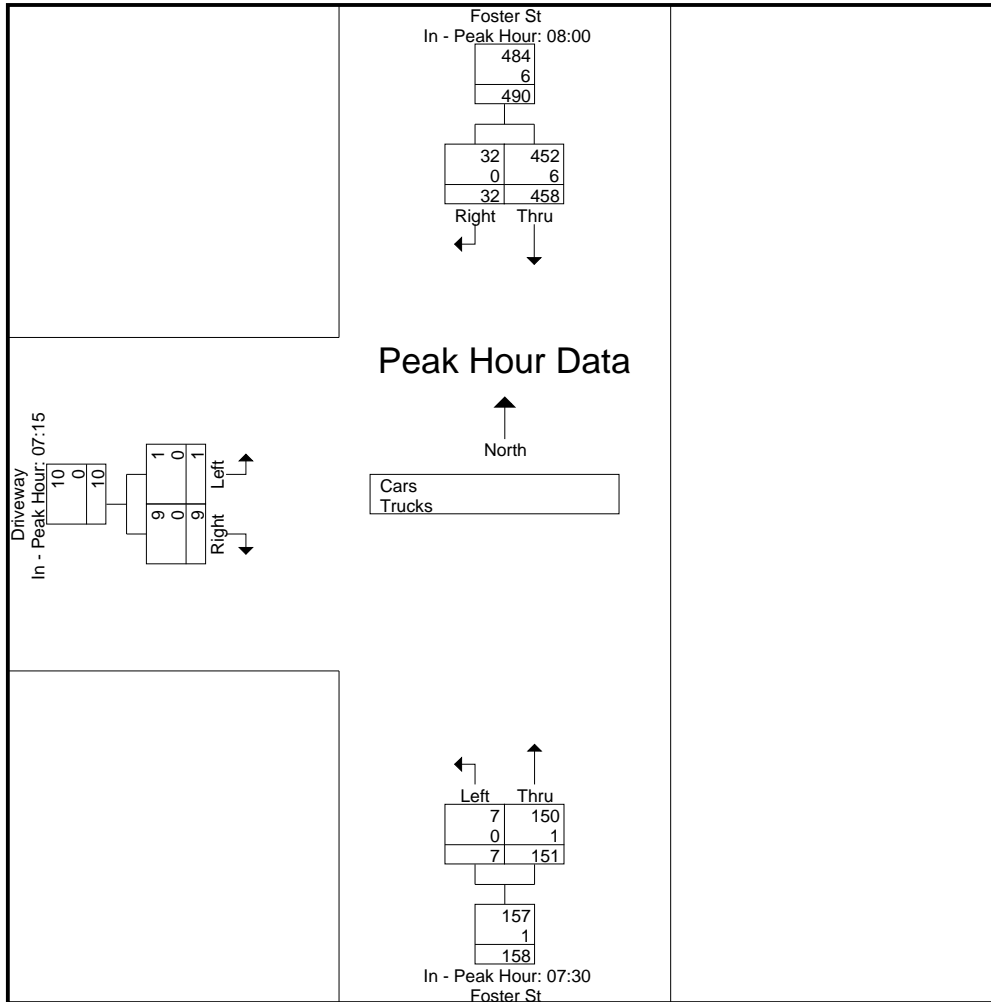 Foster St
In - Peak Hour: 08:00
484
6
490
32 452
0 6
32 458
Right Thru
Peak Hour Data
North
Cars
Trucks
Driveway
In - Peak Hour: 07:15
10
0
10
1
0
1
Left
9
0
9
Right
Left Thru
7 150
0 1
7 151
157
1
158
In - Peak Hour: 07:30
Foster St